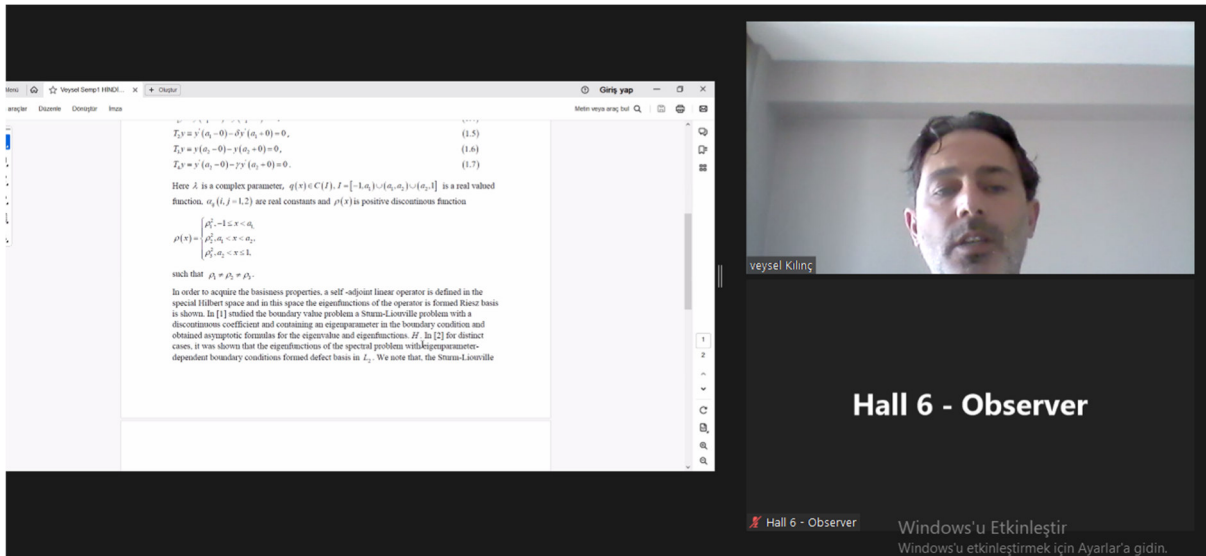 Menü
Veysel Semp1 HİNDİ...
+ Oluştur
Giriş yap
araçlar Düzenle Dönüştür İmza
Metin veya araç bul
T₂y ≡ y′(a₁−0)−δy′(a₁+0)=0, (1.5)
T₃y ≡ y(a₂−0)−y(a₂+0)=0, (1.6)
T₄y ≡ y′(a₂−0)−γy′(a₂+0)=0. (1.7)
Here λ is a complex parameter, q(x)∈C(I), I=[−1,a₁)∪(a₁,a₂)∪(a₂,1] is a real valued
function, αᵢⱼ(i, j=1,2) are real constants and ρ(x) is positive discontinous function
ρ₁²,−1≤x<a₁,
ρ(x)= ρ₂²,a₁<x<a₂,
,a₂<x≤1,
such that ρ₁≠ρ₂≠ρ₃.
In order to acquire the basisness properties, a self -adjoint linear operator is defined in the
special Hilbert space and in this space the eigenfunctions of the operator is formed Riesz basis
is shown. In [1] studied the boundary value problem a Sturm-Liouville problem with a
discontinuous coefficient and containing an eigenparameter in the boundary condition and
obtained asymptotic formulas for the eigenvalue and eigenfunctions. H. In [2] for distinct
cases, it was shown that the eigenfunctions of the spectral problem with eigenparameter-
dependent boundary conditions formed defect basis in L₂. We note that, the Sturm-Liouville
1
2
veysel Kılınç
Hall 6 - Observer
Hall 6 - Observer
Windows'u Etkinleştir
Windows'u etkinleştirmek için Ayarlar'a gidin.